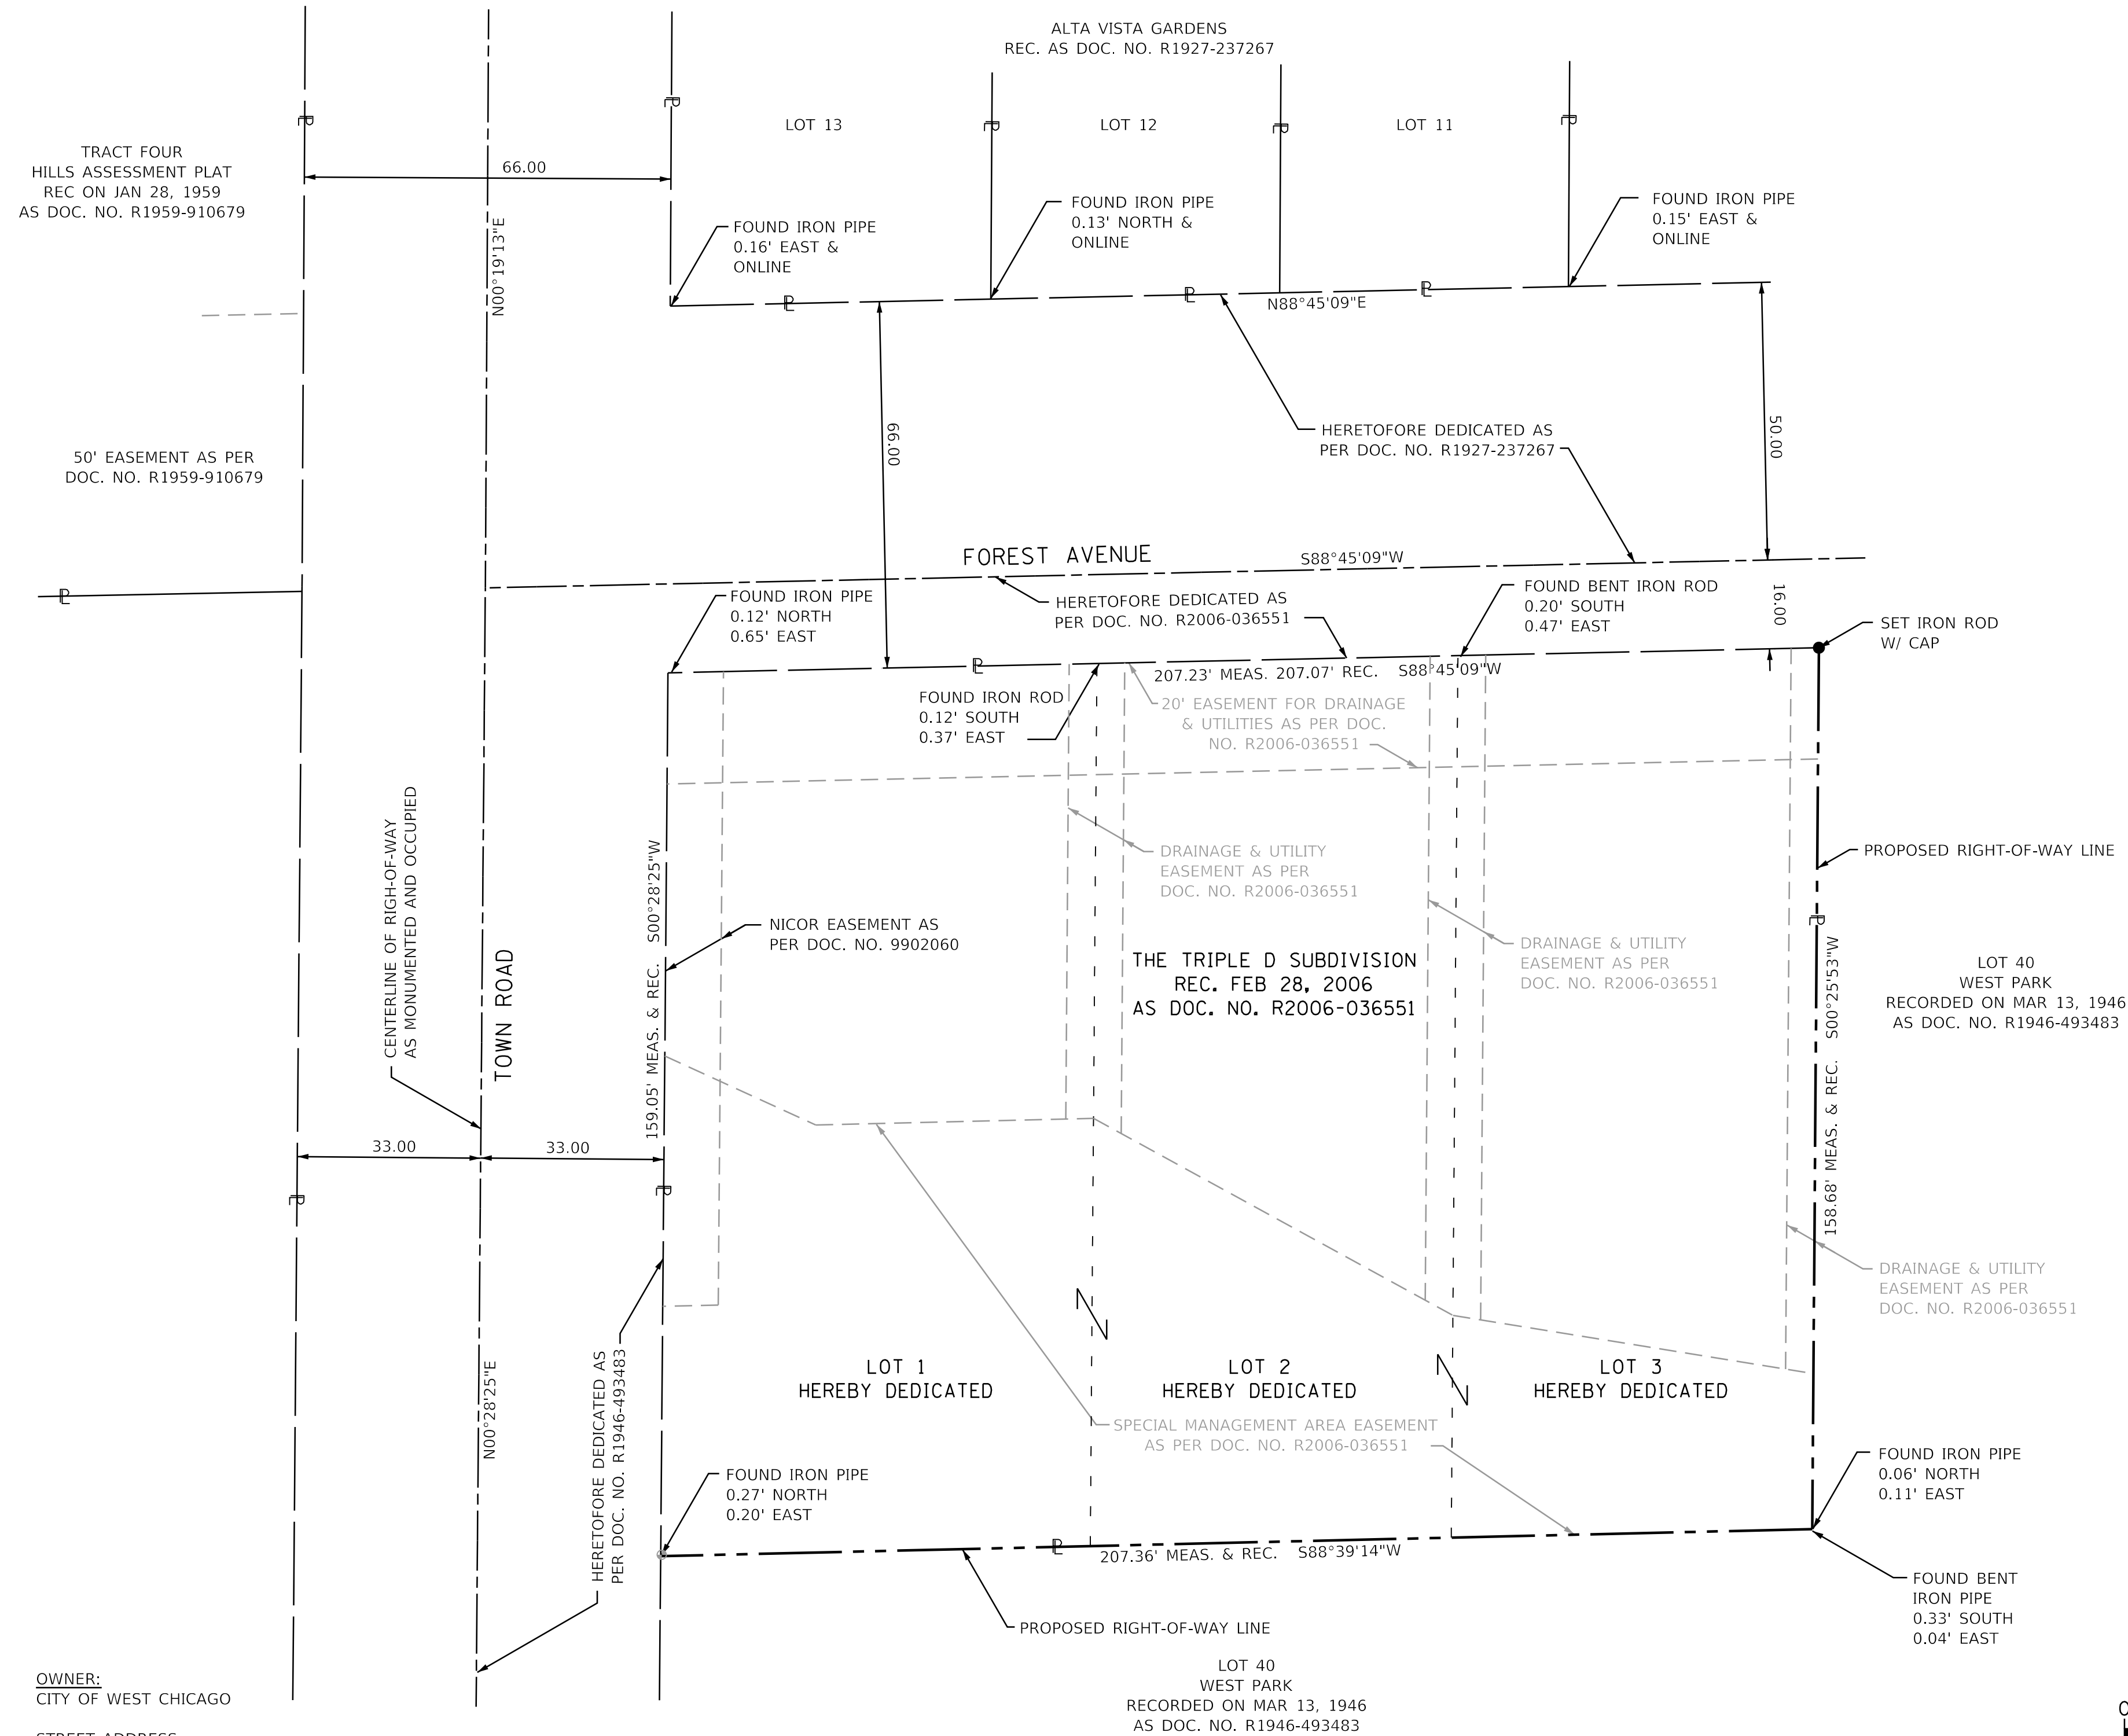 ALTA VISTA GARDENS
REC. AS DOC. NO. R1927-237267
LOT 13
LOT 12
LOT 11
TRACT FOUR
HILLS ASSESSMENT PLAT
REC ON JAN 28, 1959
AS DOC. NO. R1959-910679
66.00
N00°19'13"E
FOUND IRON PIPE
0.16' EAST &
ONLINE
FOUND IRON PIPE
0.13' NORTH &
ONLINE
FOUND IRON PIPE
0.15' EAST &
ONLINE
N88°45'09"E
50' EASEMENT AS PER
DOC. NO. R1959-910679
66.00
HERETOFORE DEDICATED AS
PER DOC. NO. R1927-237267
50.00
FOREST AVENUE
S88°45'09"W
FOUND IRON PIPE
0.12' NORTH
0.65' EAST
HERETOFORE DEDICATED AS
PER DOC. NO. R2006-036551
FOUND BENT IRON ROD
0.20' SOUTH
0.47' EAST
16.00
SET IRON ROD
W/ CAP
207.23' MEAS. 207.07' REC. S88°45'09"W
FOUND IRON ROD
0.12' SOUTH
0.37' EAST
20' EASEMENT FOR DRAINAGE
& UTILITIES AS PER DOC.
NO. R2006-036551
CENTERLINE OF RIGH-OF-WAY
AS MONUMENTED AND OCCUPIED
TOWN ROAD
159.05' MEAS. & REC. S00°28'25"W
DRAINAGE & UTILITY
EASEMENT AS PER
DOC. NO. R2006-036551
PROPOSED RIGHT-OF-WAY LINE
NICOR EASEMENT AS
PER DOC. NO. 9902060
DRAINAGE & UTILITY
EASEMENT AS PER
DOC. NO. R2006-036551
THE TRIPLE D SUBDIVISION
REC. FEB 28, 2006
AS DOC. NO. R2006-036551
158.68' MEAS. & REC. S00°25'53"W
LOT 40
WEST PARK
RECORDED ON MAR 13, 1946
AS DOC. NO. R1946-493483
33.00
33.00
DRAINAGE & UTILITY
EASEMENT AS PER
DOC. NO. R2006-036551
N00°28'25"E
HERETOFORE DEDICATED AS
PER DOC. NO. R1946-493483
LOT 1
HEREBY DEDICATED
LOT 2
HEREBY DEDICATED
LOT 3
HEREBY DEDICATED
SPECIAL MANAGEMENT AREA EASEMENT
AS PER DOC. NO. R2006-036551
FOUND IRON PIPE
0.27' NORTH
0.20' EAST
FOUND IRON PIPE
0.06' NORTH
0.11' EAST
207.36' MEAS. & REC. S88°39'14"W
FOUND BENT
IRON PIPE
0.33' SOUTH
0.04' EAST
PROPOSED RIGHT-OF-WAY LINE
LOT 40
WEST PARK
RECORDED ON MAR 13, 1946
AS DOC. NO. R1946-493483
OWNER:
CITY OF WEST CHICAGO
STREET ADDRESS